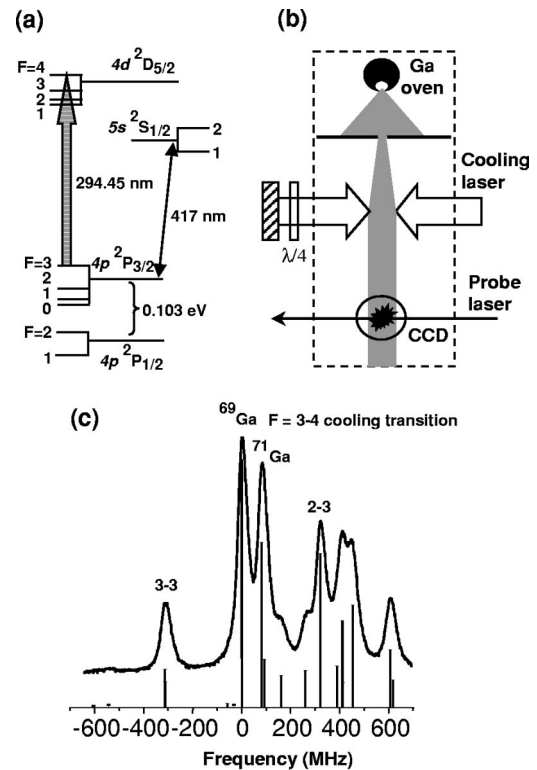 (a)
F=4
3
2
1
4d ²D5/2
5s ²S1/2
2
1
294.45 nm
417 nm
F=3
2
1
0
4p ²P3/2
0.103 eV
F=2
1
4p ²P1/2
(b)
Ga
oven
Cooling
laser
λ/4
Probe
laser
CCD
(c)
⁶⁹Ga
F = 3-4 cooling transition
⁷¹Ga
2-3
3-3
-600 -400 -200 0 200 400 600
Frequency (MHz)